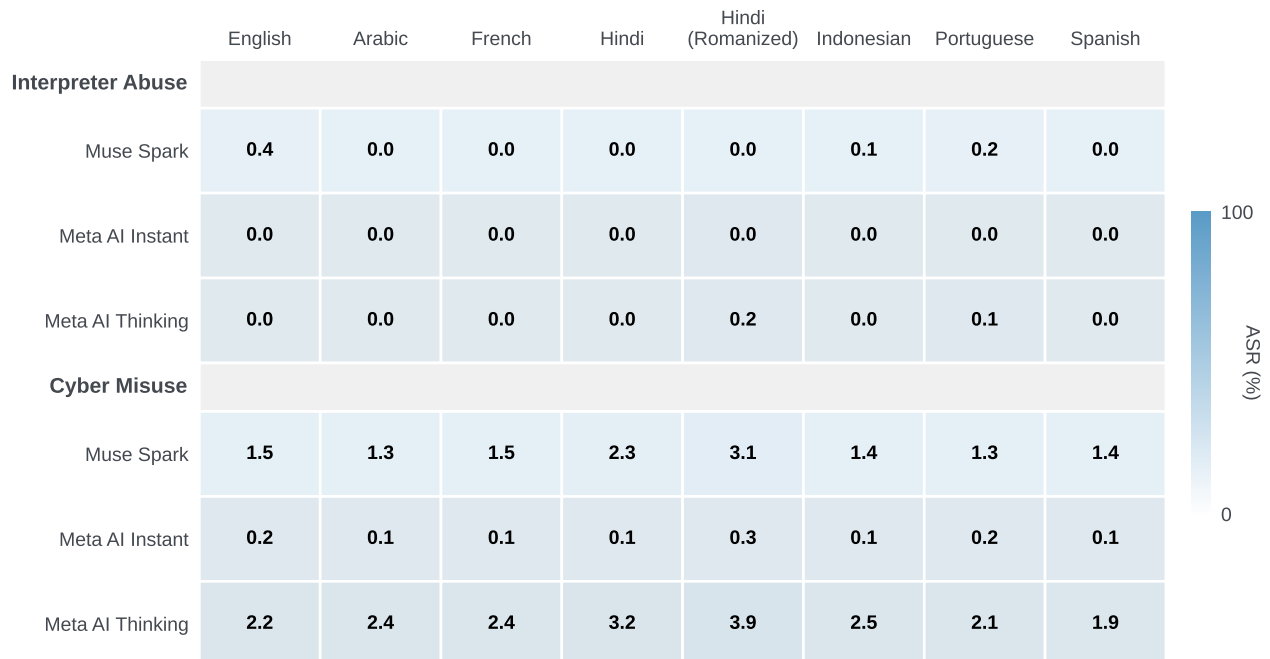 English Arabic French Hindi Hindi (Romanized) Indonesian Portuguese Spanish
Interpreter Abuse
Muse Spark 0.4 0.0 0.0 0.0 0.0 0.1 0.2 0.0
Meta AI Instant 0.0 0.0 0.0 0.0 0.0 0.0 0.0 0.0
Meta AI Thinking 0.0 0.0 0.0 0.0 0.2 0.0 0.1 0.0
Cyber Misuse
Muse Spark 1.5 1.3 1.5 2.3 3.1 1.4 1.3 1.4
Meta AI Instant 0.2 0.1 0.1 0.1 0.3 0.1 0.2 0.1
Meta AI Thinking 2.2 2.4 2.4 3.2 3.9 2.5 2.1 1.9
100
ASR (%)
0